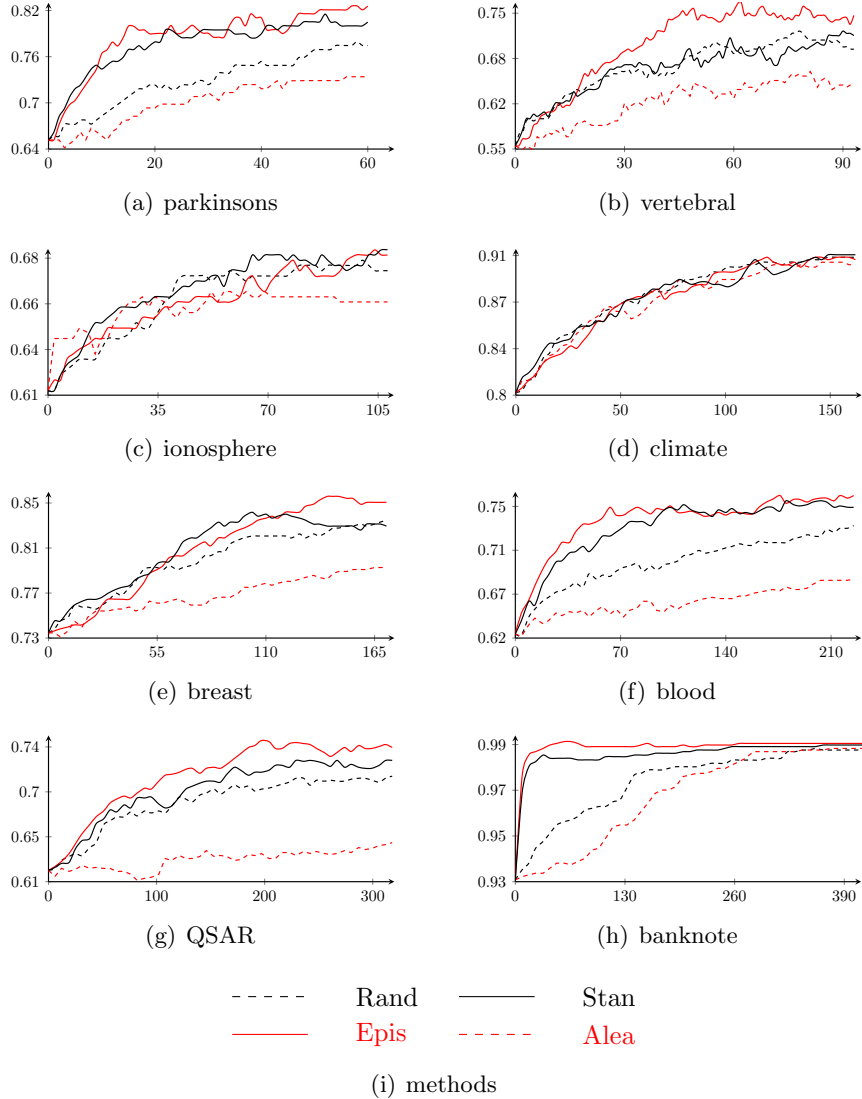 0.82
0.76
0.7
0.64
0 20 40 60
(a) parkinsons
0.75
0.68
0.62
0.55
0 30 60 90
(b) vertebral
0.68
0.66
0.64
0.61
0 35 70 105
(c) ionosphere
0.91
0.87
0.84
0.8
0 50 100 150
(d) climate
0.85
0.81
0.77
0.73
0 55 110 165
(e) breast
0.75
0.71
0.67
0.62
0 70 140 210
(f) blood
0.74
0.7
0.65
0.61
0 100 200 300
(g) QSAR
0.99
0.97
0.95
0.93
0 130 260 390
(h) banknote
Rand Stan
Epis Alea
(i) methods